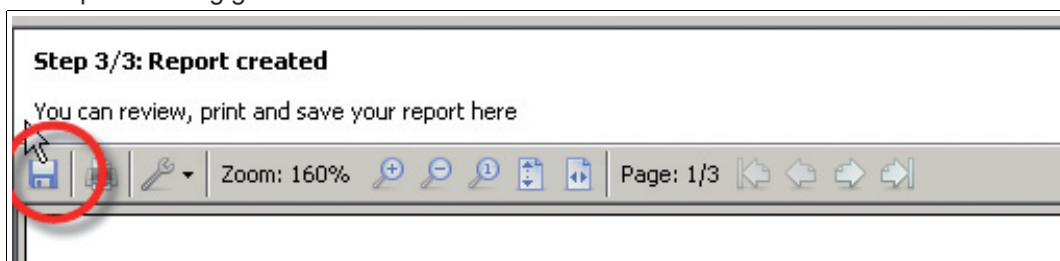 Step 3/3: Report created
You can review, print and save your report here
Zoom: 160% 1 Page: 1/3